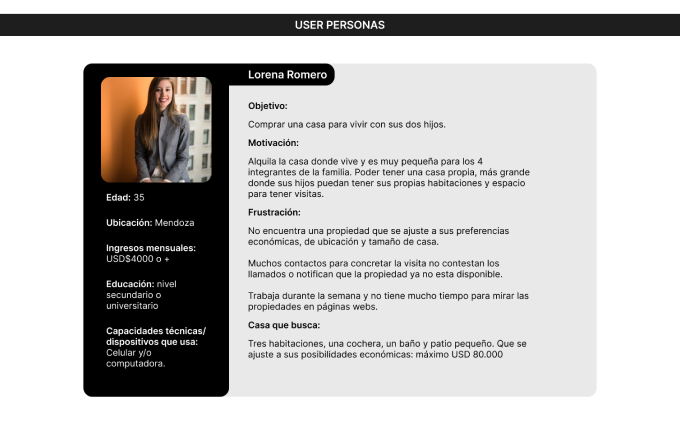 USER PERSONAS
Lorena Romero
Edad: 35
Ubicación: Mendoza
Ingresos mensuales:
USD$4000 o +
Educación: nivel
secundario o
universitario
Capacidades técnicas/
dispositivos que usa:
Celular y/o
computadora.
Objetivo:
Comprar una casa para vivir con sus dos hijos.
Motivación:
Alquila la casa donde vive y es muy pequeña para los 4
integrantes de la familia. Poder tener una casa propia, más grande
donde sus hijos puedan tener sus propias habitaciones y espacio
para tener visitas.
Frustración:
No encuentra una propiedad que se ajuste a sus preferencias
económicas, de ubicación y tamaño de casa.
Muchos contactos para concretar la visita no contestan los
llamados o notifican que la propiedad ya no esta disponible.
Trabaja durante la semana y no tiene mucho tiempo para mirar las
propiedades en páginas webs.
Casa que busca:
Tres habitaciones, una cochera, un baño y patio pequeño. Que se
ajuste a sus posibilidades económicas: máximo USD 80.000